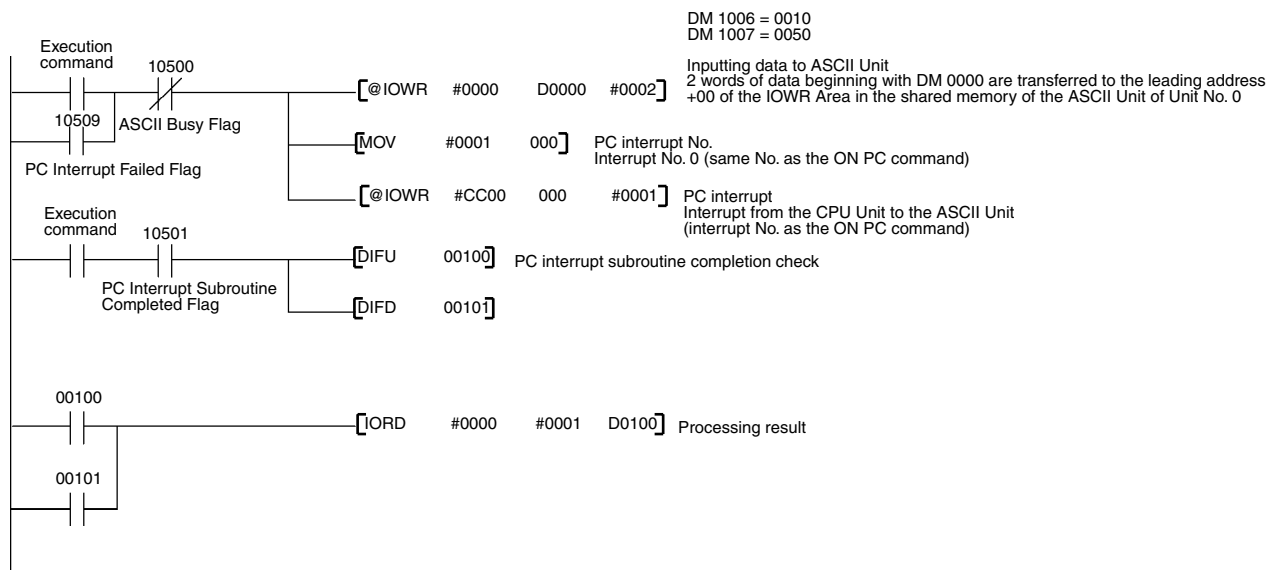 DM 1006 = 0010
DM 1007 = 0050
Execution
command
10500
Inputting data to ASCII Unit
[@IOWR #0000 D0000 #0002]
2 words of data beginning with DM 0000 are transferred to the leading address
+00 of the IOWR Area in the shared memory of the ASCII Unit of Unit No. 0
10509
ASCII Busy Flag
PC Interrupt Failed Flag
[MOV #0001 000]
PC interrupt No.
Interrupt No. 0 (same No. as the ON PC command)
[@IOWR #CC00 000 #0001]
PC interrupt
Interrupt from the CPU Unit to the ASCII Unit
(interrupt No. as the ON PC command)
Execution
command
10501
[DIFU 00100]
PC interrupt subroutine completion check
PC Interrupt Subroutine
Completed Flag
[DIFD 00101]
00100
[IORD #0000 #0001 D0100]
Processing result
00101